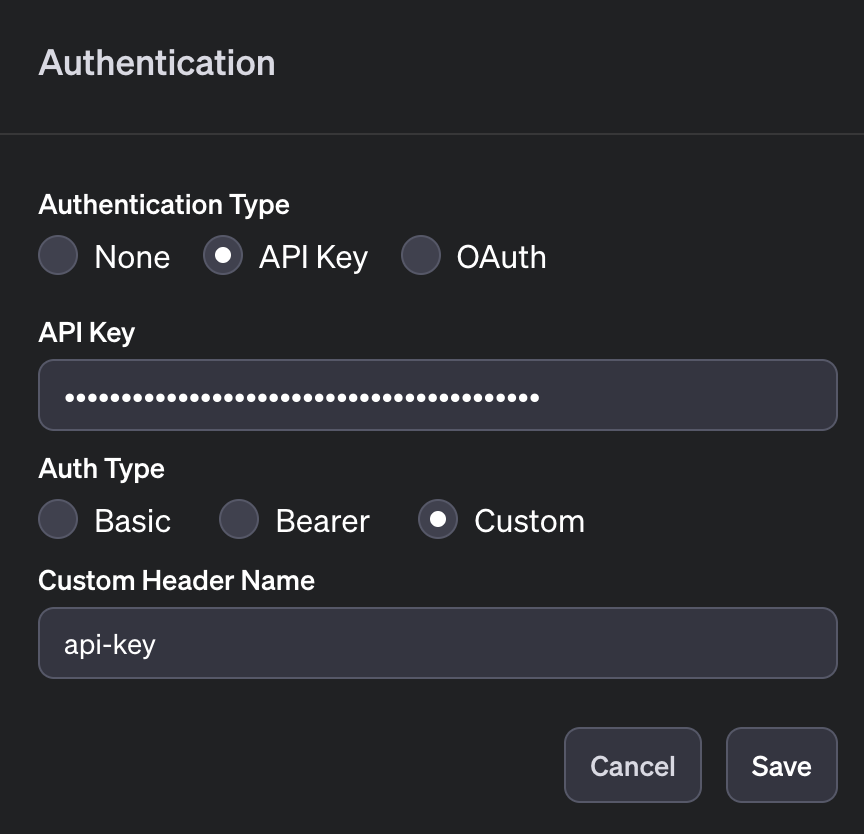 Authentication
Authentication Type
None API Key OAuth
API Key
••••••••••••••••••••••••••••••••••••••••••
Auth Type
Basic Bearer Custom
Custom Header Name
api-key
Cancel Save